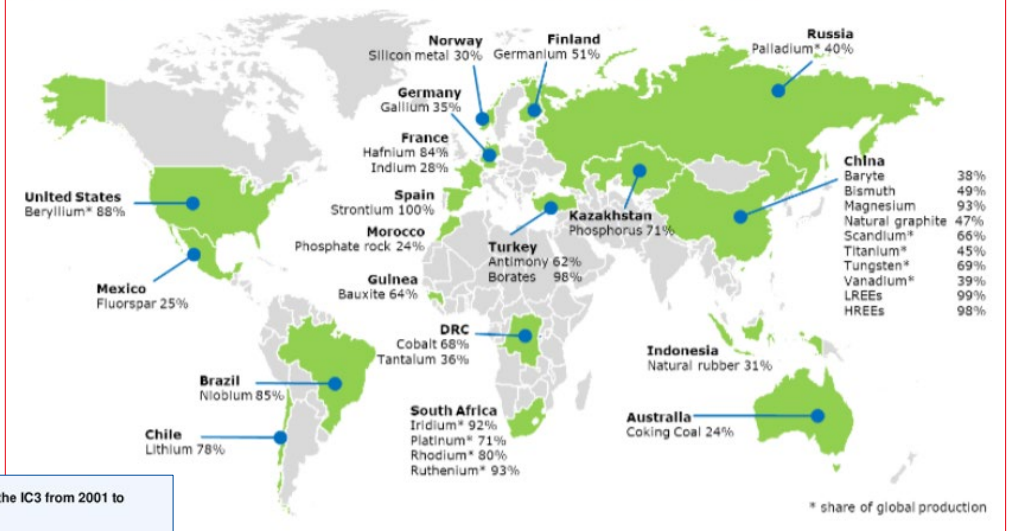 Norway
Silicon metal 30%
Finland
Germanium 51%
Russia
Palladium* 40%
Germany
Gallium 35%
France
Hafnium 84%
Indium 28%
China
Baryte 38%
Bismuth 49%
Magnesium 93%
Natural graphite 47%
Scandium* 66%
Titanium* 45%
Tungsten* 69%
Vanadium* 39%
LREEs 99%
HREEs 98%
United States
Beryllium* 88%
Spain
Strontium 100%
Kazakhstan
Phosphorus 71%
Morocco
Phosphate rock 24%
Turkey
Antimony 62%
Borates 98%
Mexico
Fluorspar 25%
Guinea
Bauxite 64%
DRC
Cobalt 68%
Tantalum 36%
Indonesia
Natural rubber 31%
Brazil
Niobium 85%
South Africa
Iridium* 92%
Platinum* 71%
Rhodium* 80%
Ruthenium* 93%
Australia
Coking Coal 24%
Chile
Lithium 78%
the IC3 from 2001 to
* share of global production